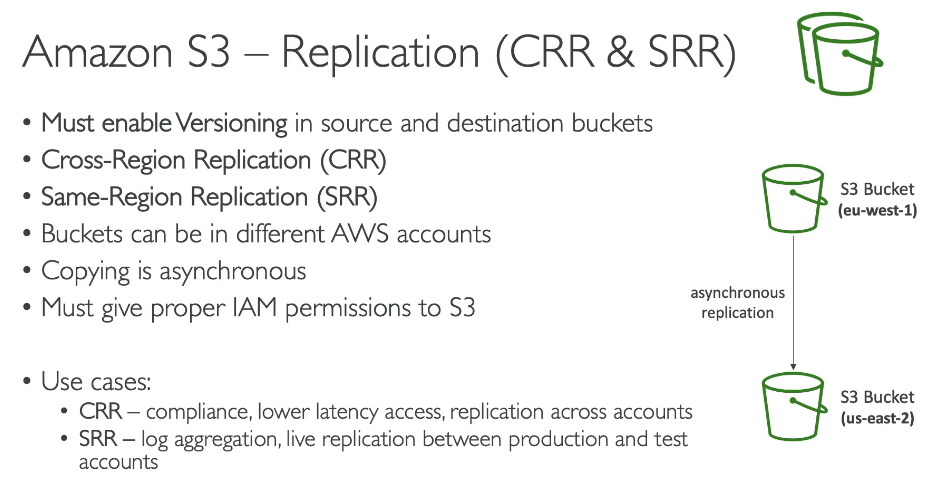 Amazon S3 – Replication (CRR & SRR)
• Must enable Versioning in source and destination buckets
• Cross-Region Replication (CRR)
• Same-Region Replication (SRR)
• Buckets can be in different AWS accounts
• Copying is asynchronous
• Must give proper IAM permissions to S3
• Use cases:
• CRR – compliance, lower latency access, replication across accounts
• SRR – log aggregation, live replication between production and test
accounts
S3 Bucket
(eu-west-1)
asynchronous
replication
S3 Bucket
(us-east-2)